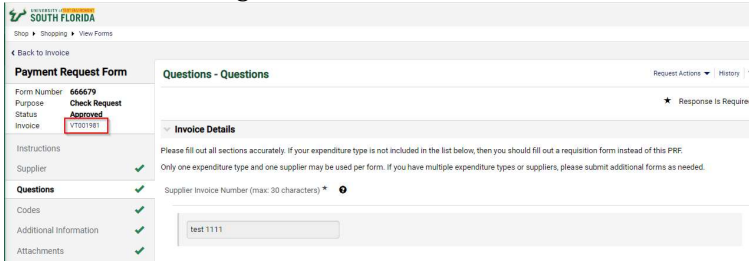 UNIVERSITY of
SOUTH FLORIDA
Shop Shopping View Forms
Back to Invoice
Payment Request Form
Form Number 666679
Purpose Check Request
Status Approved
Invoice VT001981
Instructions
Supplier
Questions
Codes
Additional Information
Attachments
Questions - Questions
Request Actions History
★ Response Is Require
Invoice Details
Please fill out all sections accurately. If your expenditure type is not included in the list below, then you should fill out a requisition form instead of this PRF.
Only one expenditure type and one supplier may be used per form. If you have multiple expenditure types or suppliers, please submit additional forms as needed.
Supplier Invoice Number (max: 30 characters) ★ ?
test 1111